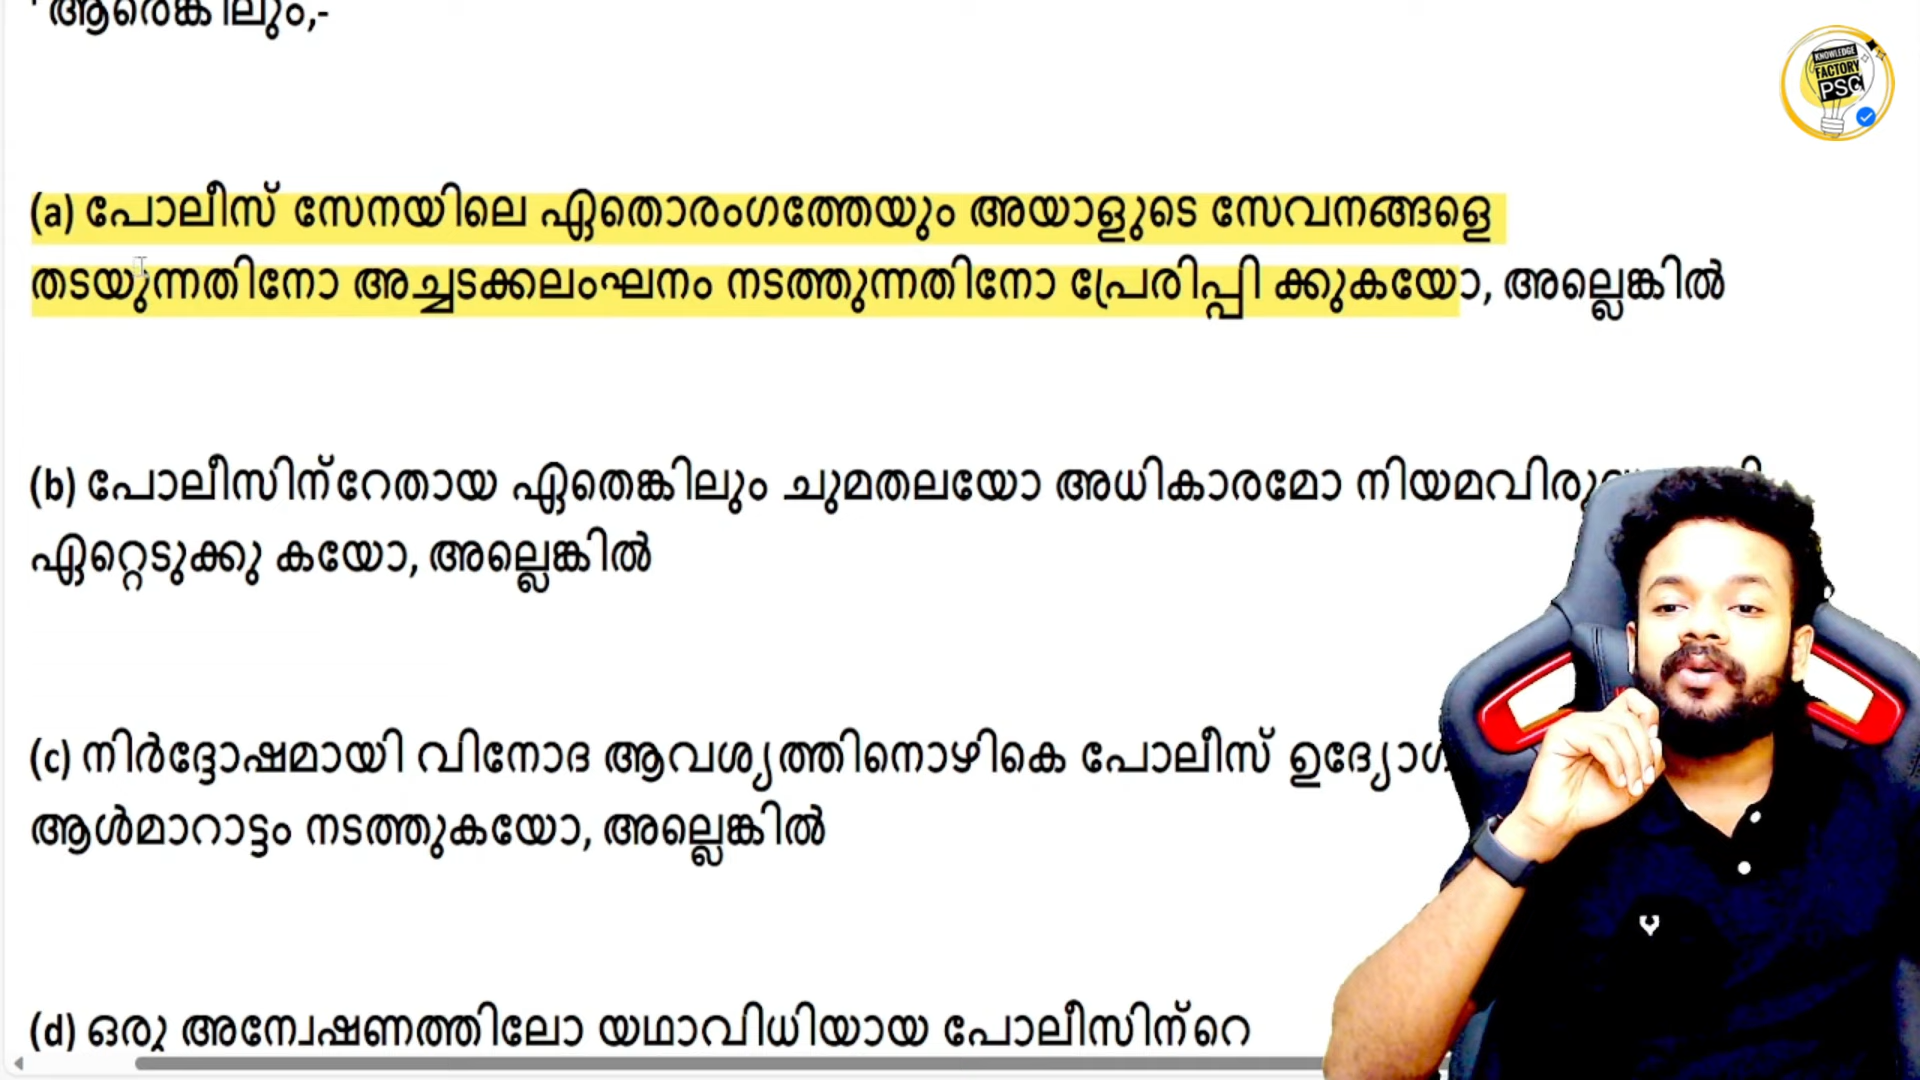 ആരെങ്കിലും,-
KNOWLEDGE
FACTORY
PSC
(a) പോലീസ് സേനയിലെ ഏതൊരംഗത്തേയും അയാളുടെ സേവനങ്ങളെ
തടയുന്നതിനോ അച്ചടക്കലംഘനം നടത്തുന്നതിനോ പ്രേരിപ്പി ക്കുകയോ, അല്ലെങ്കിൽ
(b) പോലീസിന്റേതായ ഏതെങ്കിലും ചുമതലയോ അധികാരമോ
ഏറ്റെടുക്കു കയോ, അല്ലെങ്കിൽ
(c) നിർദ്ദോഷമായി വിനോദ ആവശ്യത്തിനൊഴികെ പോലീസ്
ആൾമാറാട്ടം നടത്തുകയോ, അല്ലെങ്കിൽ
(d) ഒരു അന്വേഷണത്തിലോ യഥാവിധിയായ പോലീസിന്റെ